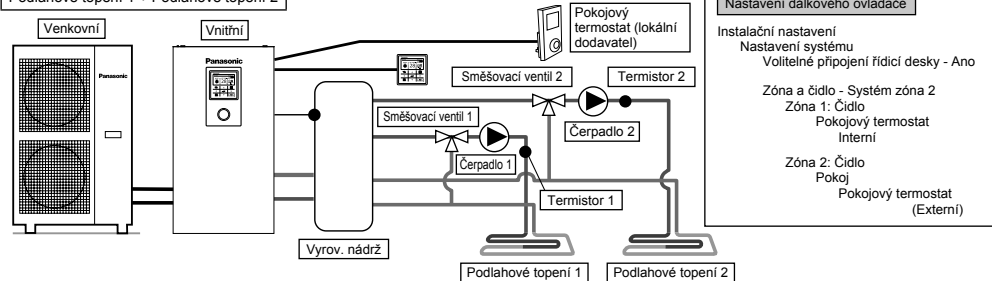 Podlahové topení 1 + Podlahové topení 2
Venkovní
Vnitřní
Panasonic
Panasonic
Pokojový
termostat (lokální
dodavatel)
Směšovací ventil 2
Termistor 2
Směšovací ventil 1
Čerpadlo 2
Čerpadlo 1
Termistor 1
Vyrov. nádrž
Podlahové topení 1
Podlahové topení 2
Nastavení dálkového ovladače
Instalační nastavení
Nastavení systému
Volitelné připojení řídicí desky - Ano
Zóna a čidlo - Systém zóna 2
Zóna 1: Čidlo
Pokojový termostat
Interní
Zóna 2: Čidlo
Pokoj
Pokojový termostat
(Externí)